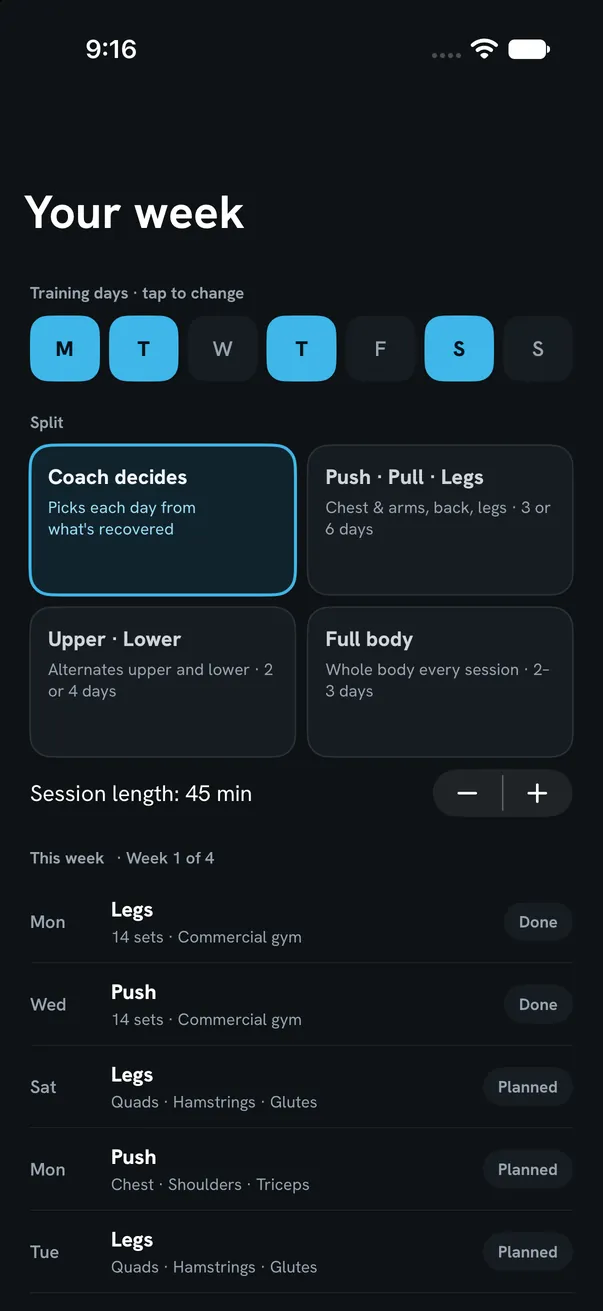 9:16
Your week
Training days · tap to change
M T W T F S S
Split
Coach decides
Picks each day from
what's recovered
Push · Pull · Legs
Chest & arms, back, legs · 3 or
6 days
Upper · Lower
Alternates upper and lower · 2
or 4 days
Full body
Whole body every session · 2–
3 days
Session length: 45 min
This week · Week 1 of 4
Mon
Legs
14 sets · Commercial gym
Done
Wed
Push
14 sets · Commercial gym
Done
Sat
Legs
Quads · Hamstrings · Glutes
Planned
Mon
Push
Chest · Shoulders · Triceps
Planned
Tue
Legs
Quads · Hamstrings · Glutes
Planned